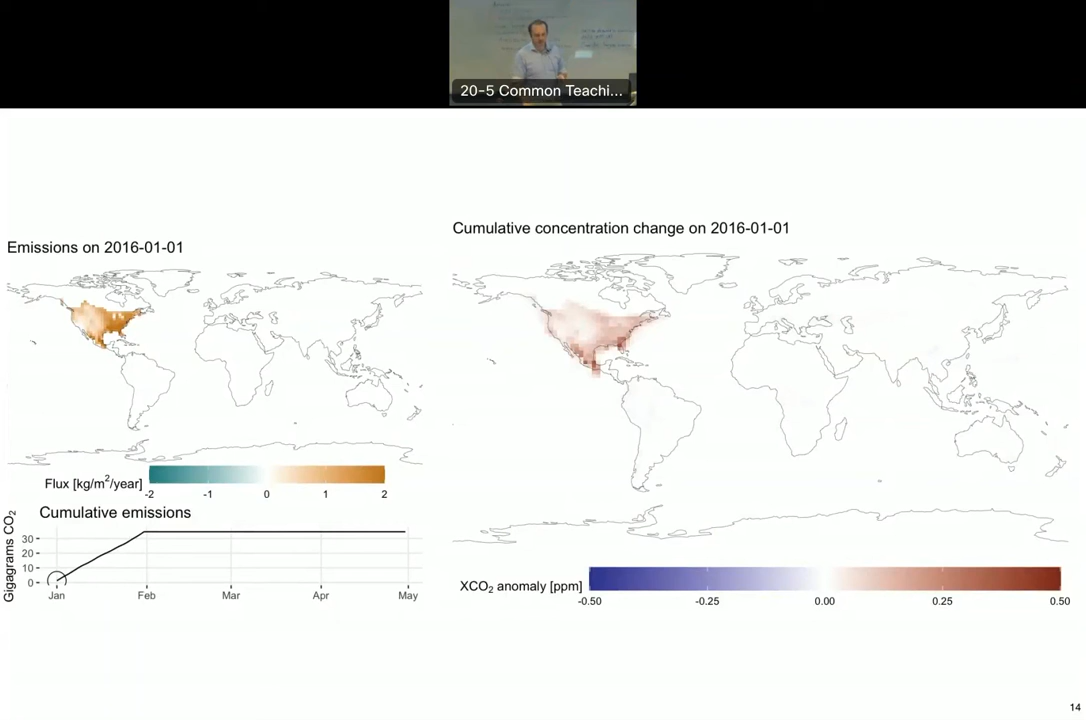 20-5 Common Teachi...
Emissions on 2016-01-01
Flux [kg/m²/year]
-2 -1 0 1 2
Cumulative emissions
Gigagrams CO₂
30
20
10
0
Jan Feb Mar Apr May
Cumulative concentration change on 2016-01-01
XCO₂ anomaly [ppm]
-0.50 -0.25 0.00 0.25 0.50
14